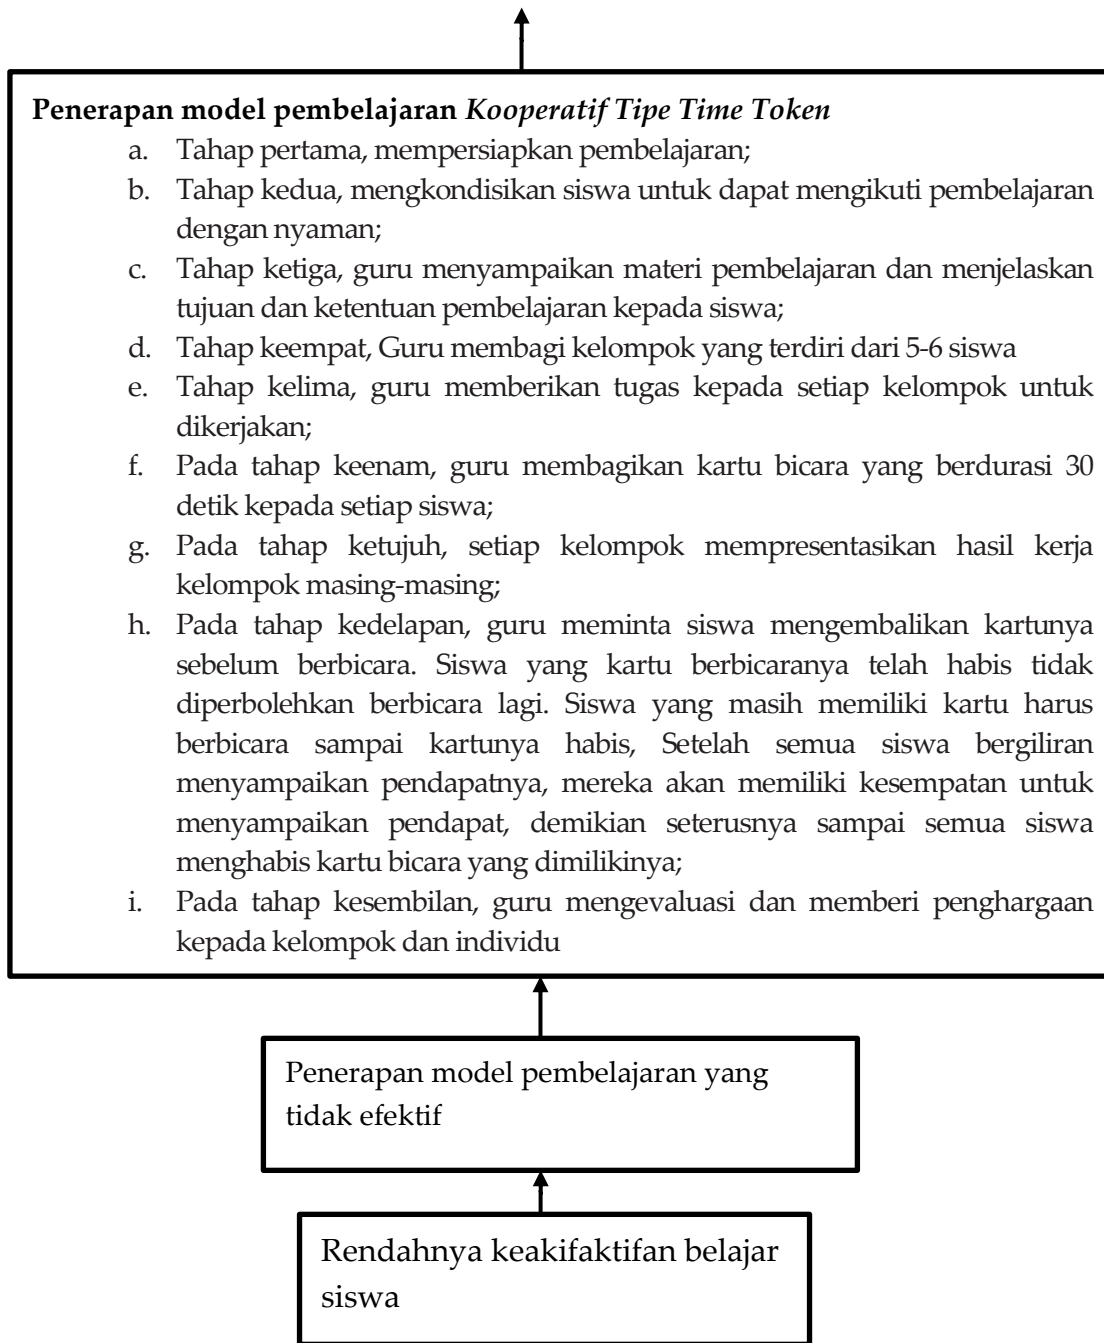 Penerapan model pembelajaran Kooperatif Tipe Time Token
a. Tahap pertama, mempersiapkan pembelajaran;
b. Tahap kedua, mengkondisikan siswa untuk dapat mengikuti pembelajaran
dengan nyaman;
c. Tahap ketiga, guru menyampaikan materi pembelajaran dan menjelaskan
tujuan dan ketentuan pembelajaran kepada siswa;
d. Tahap keempat, Guru membagi kelompok yang terdiri dari 5-6 siswa
e. Tahap kelima, guru memberikan tugas kepada setiap kelompok untuk
dikerjakan;
f. Pada tahap keenam, guru membagikan kartu bicara yang berdurasi 30
detik kepada setiap siswa;
g. Pada tahap ketujuh, setiap kelompok mempresentasikan hasil kerja
kelompok masing-masing;
h. Pada tahap kedelapan, guru meminta siswa mengembalikan kartunya
sebelum berbicara. Siswa yang kartu berbicaranya telah habis tidak
diperbolehkan berbicara lagi. Siswa yang masih memiliki kartu harus
berbicara sampai kartunya habis, Setelah semua siswa bergiliran
menyampaikan pendapatnya, mereka akan memiliki kesempatan untuk
menyampaikan pendapat, demikian seterusnya sampai semua siswa
menghabis kartu bicara yang dimilikinya;
i. Pada tahap kesembilan, guru mengevaluasi dan memberi penghargaan
kepada kelompok dan individu
Penerapan model pembelajaran yang
tidak efektif
Rendahnya keakifaktifan belajar
siswa